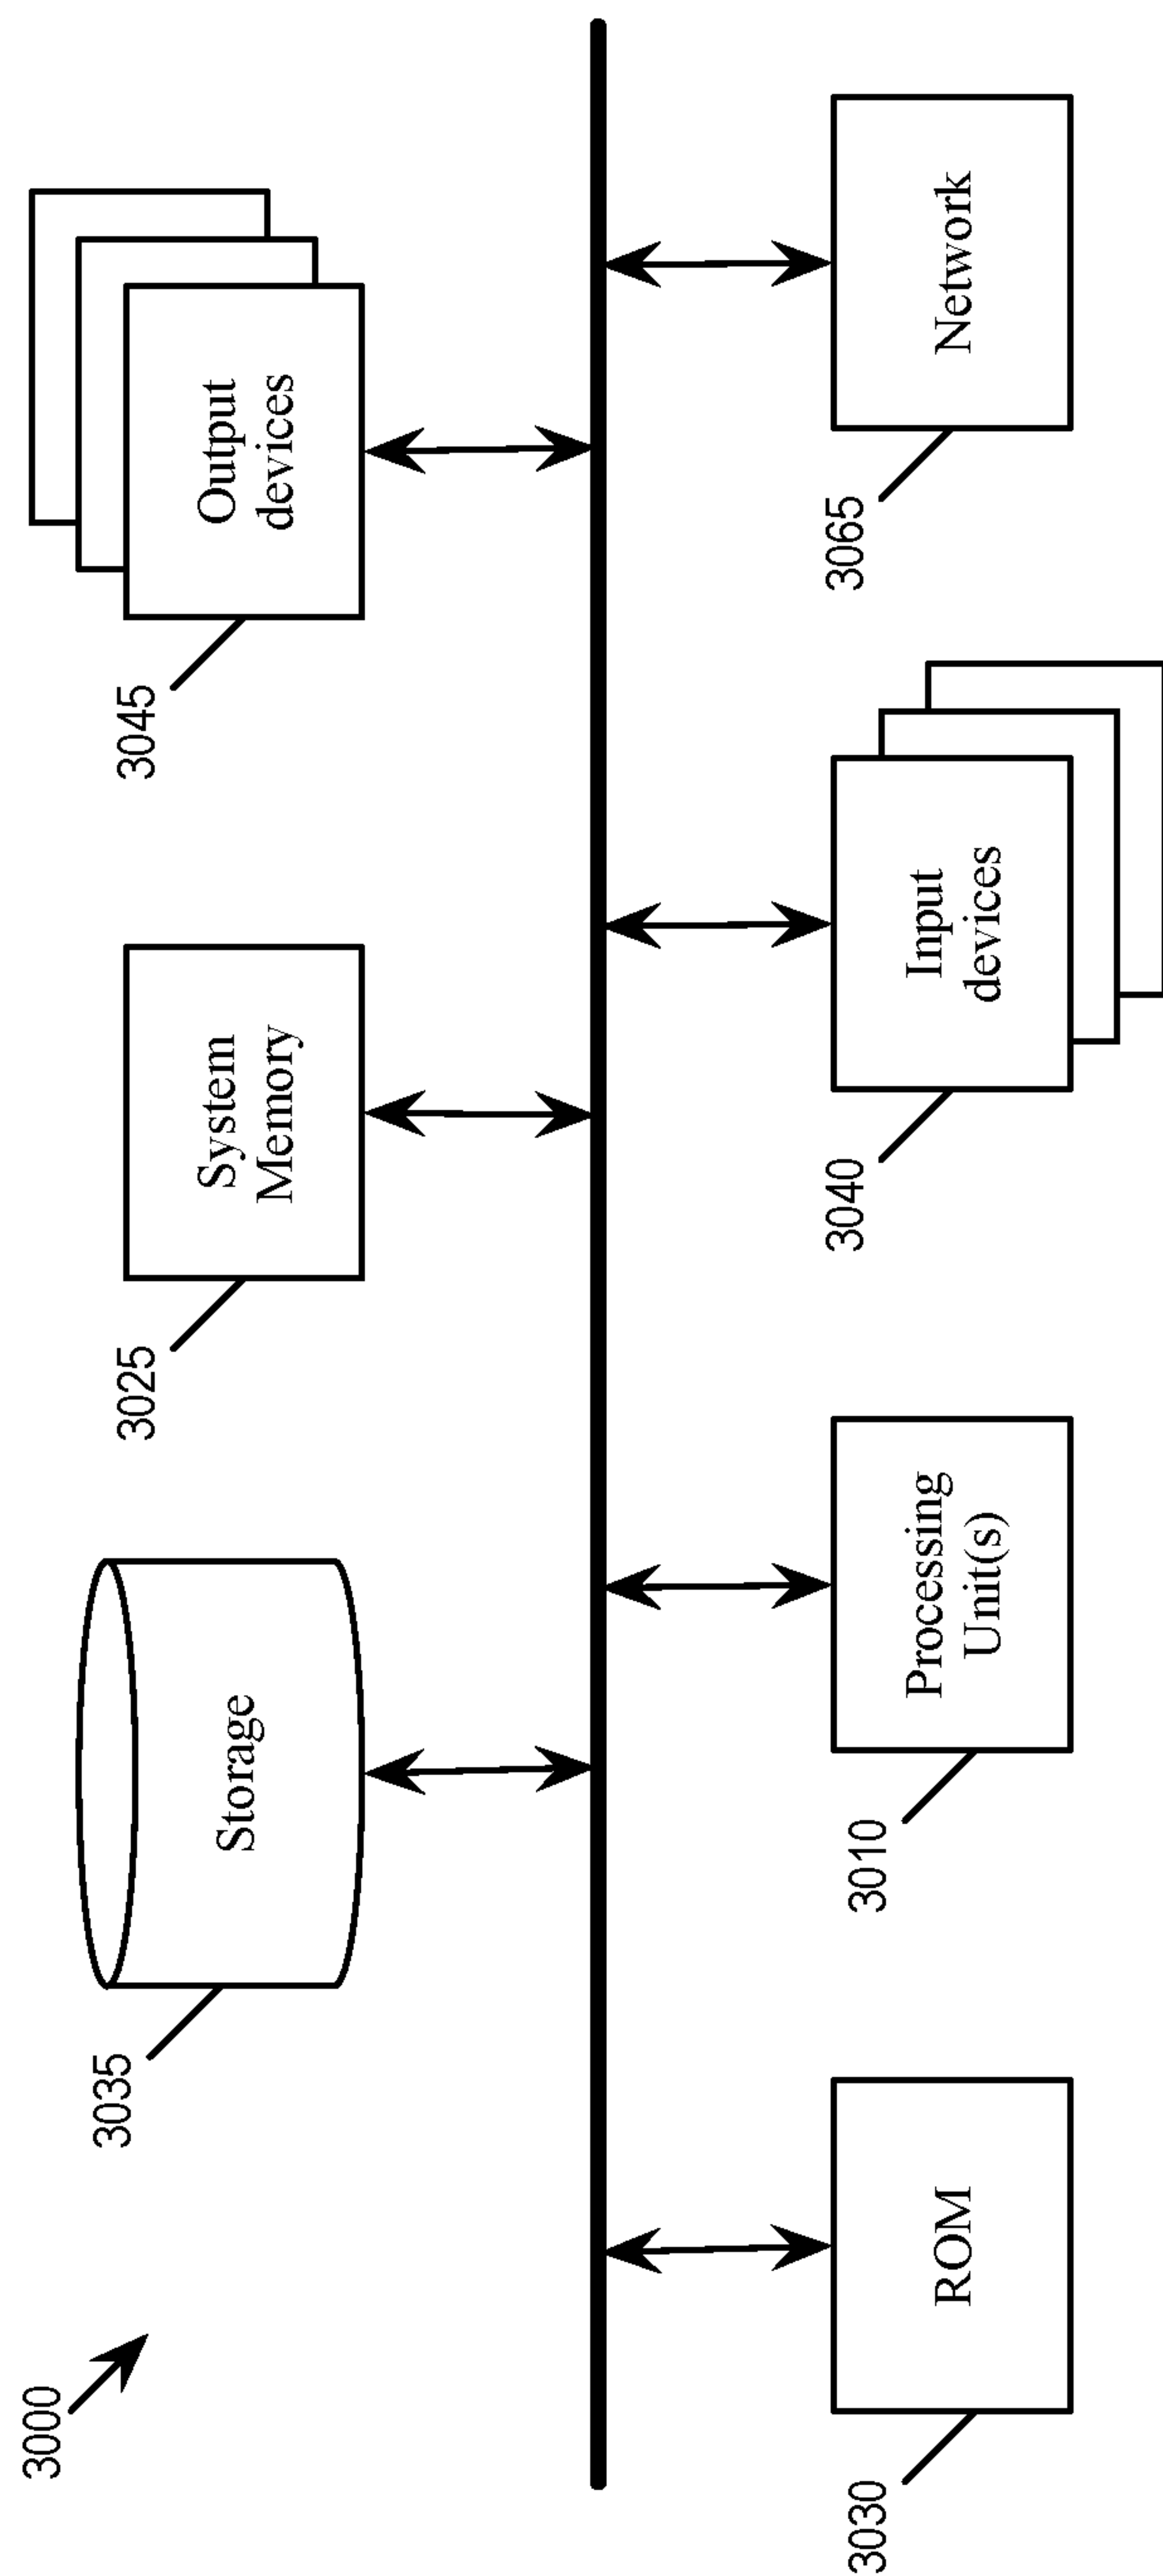 3000
3035
Storage
3025
System
Memory
3045
Output
devices
3030
ROM
3010
Processing
Unit(s)
3040
Input
devices
3065
Network